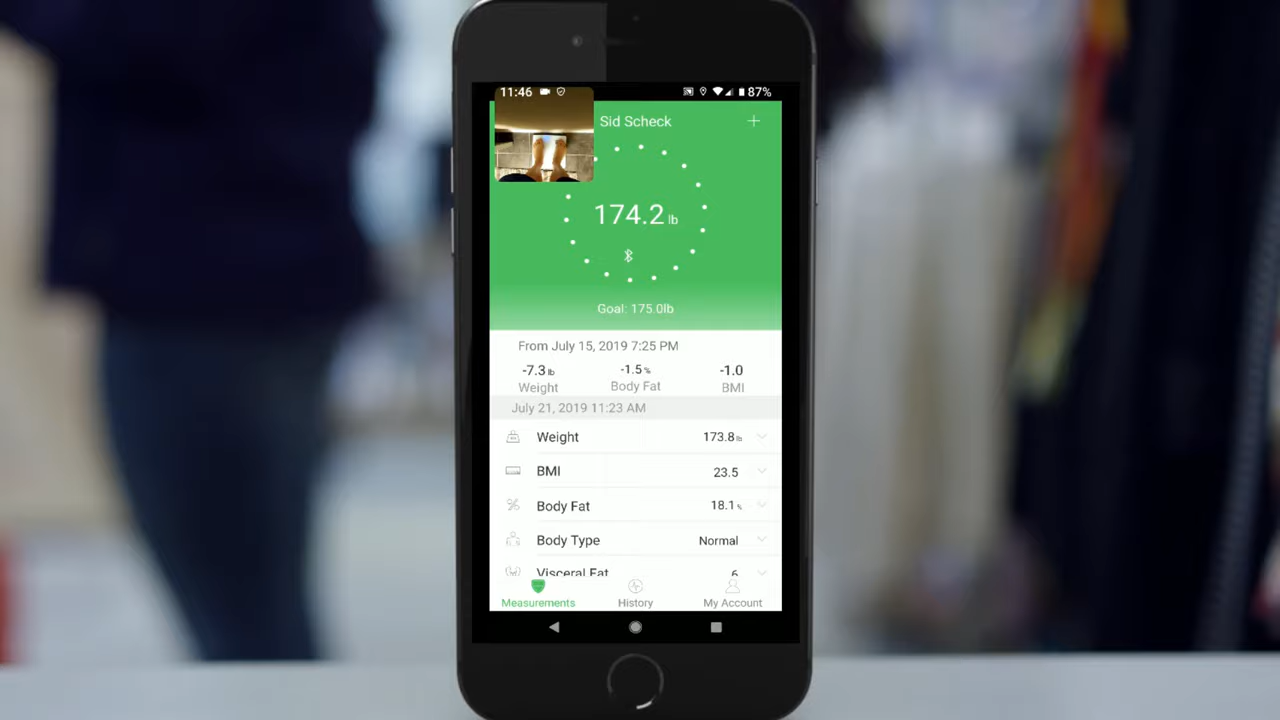 11:46 87%
Sid Scheck +
174.2 lb
Goal: 175.0lb
From July 15, 2019 7:25 PM
-7.3 lb -1.5 % -1.0
Weight Body Fat BMI
July 21, 2019 11:23 AM
Weight 173.8 lb
BMI 23.5
Body Fat 18.1 %
Body Type Normal
Visceral Fat 6
Measurements History My Account